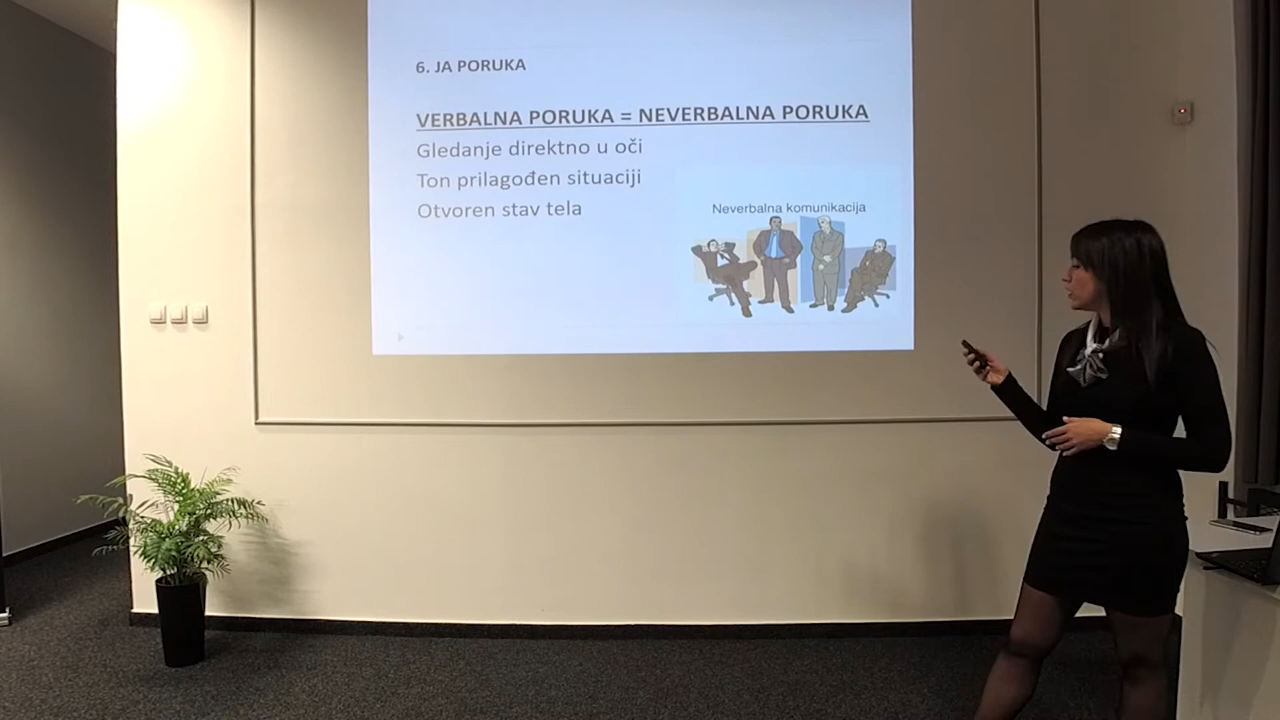 6. JA PORUKA
VERBALNA PORUKA = NEVERBALNA PORUKA
Gledanje direktno u oči
Ton prilagođen situaciji
Otvoren stav tela
Neverbalna komunikacija